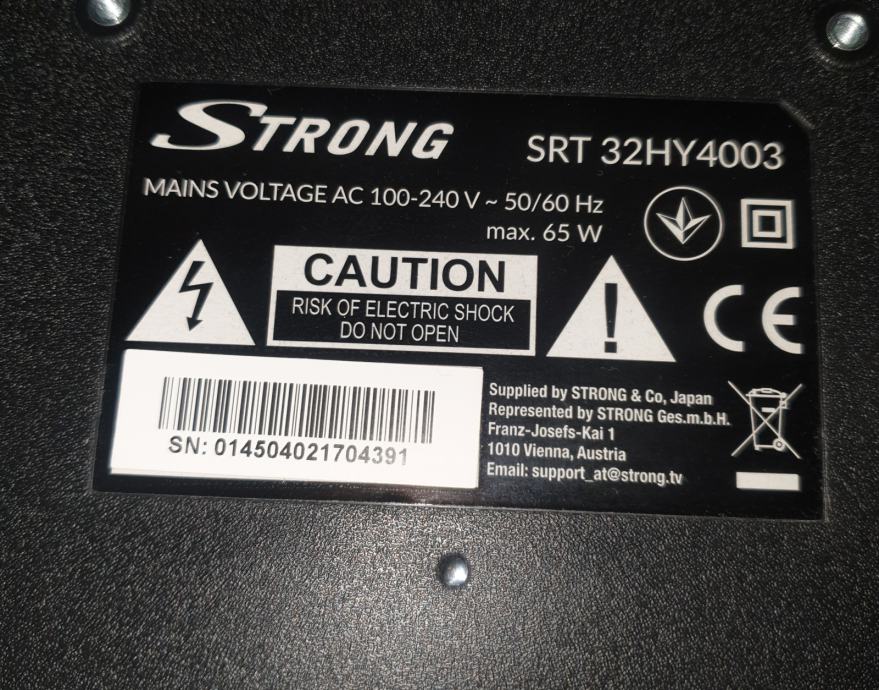 STRONG
SRT 32HY4003
MAINS VOLTAGE AC 100-240 V ~ 50/60 Hz
max. 65 W
CAUTION
RISK OF ELECTRIC SHOCK
DO NOT OPEN
!
CE
SN: 014504021704391
Supplied by STRONG & Co, Japan
Represented by STRONG Ges.m.b.H.
Franz-Josefs-Kai 1
1010 Vienna, Austria
Email: support_at@strong.tv